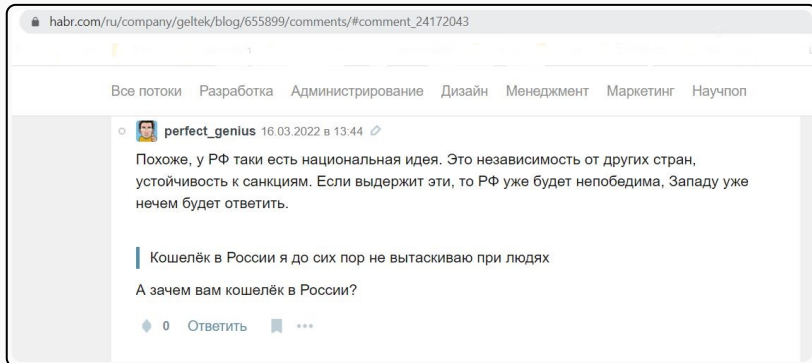 habr.com/ru/company/geltek/blog/655899/comments/#comment_24172043
Все потоки Разработка Администрирование Дизайн Менеджмент Маркетинг Научпоп
perfect_genius 16.03.2022 в 13:44
Похоже, у РФ таки есть национальная идея. Это независимость от других стран,
устойчивость к санкциям. Если выдержит эти, то РФ уже будет непобедима, Западу уже
нечем будет ответить.
Кошелёк в России я до сих пор не вытаскиваю при людях
А зачем вам кошелёк в России?
0 Ответить